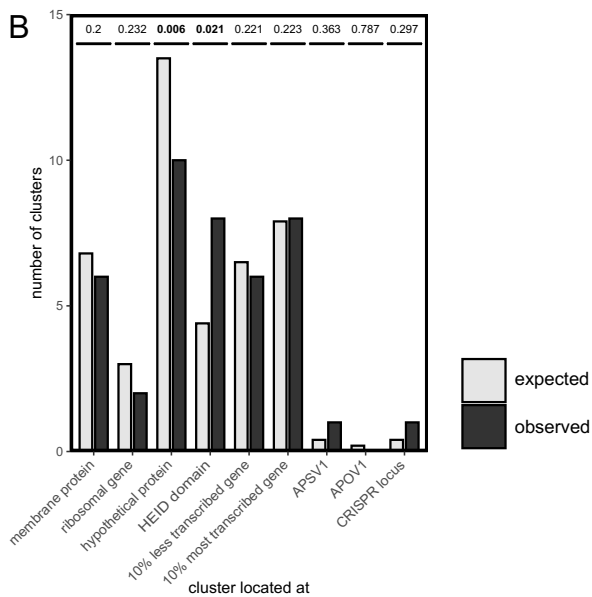 B
15
0.2 0.232 0.006 0.021 0.221 0.223 0.363 0.787 0.297
10
5
0
number of clusters
expected
observed
membrane protein
ribosomal gene
hypothetical protein
HEID domain
10% less transcribed gene
10% most transcribed gene
APSV1
APOV1
CRISPR locus
cluster located at